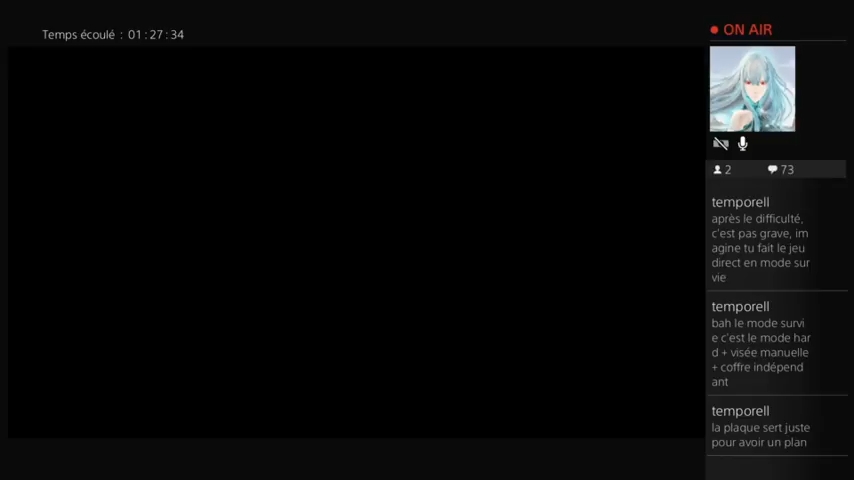 Temps écoulé : 01:27:34
ON AIR
2 73
temporell
après le difficulté,
c'est pas grave, im
agine tu fait le jeu
direct en mode sur
vie
temporell
bah le mode survi
e c'est le mode har
d + visée manuelle
+ coffre indépend
ant
temporell
la plaque sert juste
pour avoir un plan